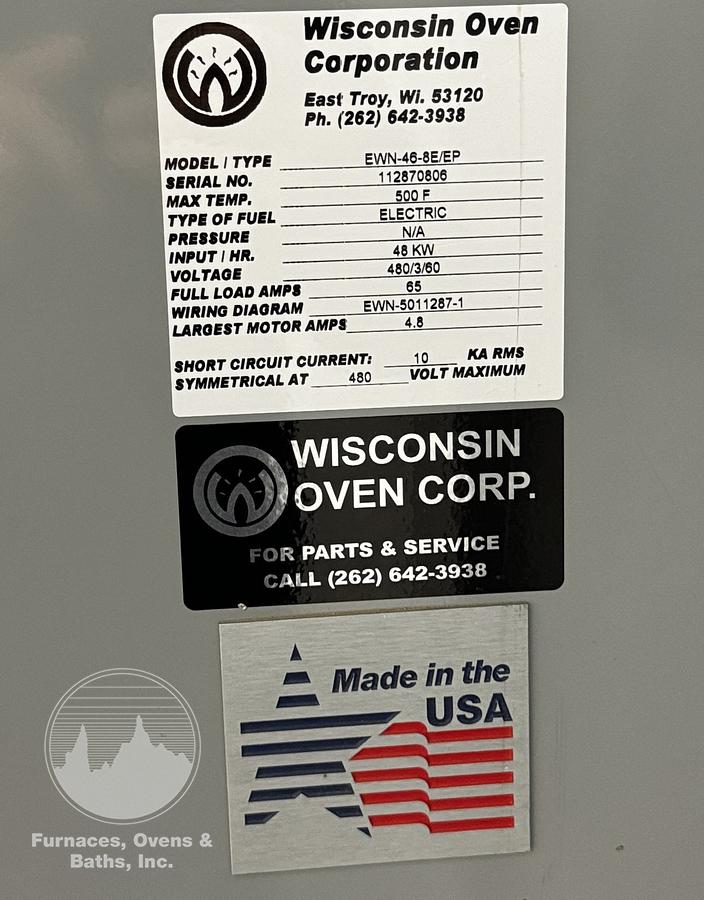 Wisconsin Oven
Corporation
East Troy, Wi. 53120
Ph. (262) 642-3938
MODEL / TYPE EWN-46-8E/EP
SERIAL NO. 112870806
MAX TEMP. 500 F
TYPE OF FUEL ELECTRIC
PRESSURE N/A
INPUT / HR. 48 KW
VOLTAGE 480/3/60
FULL LOAD AMPS 65
WIRING DIAGRAM EWN-5011287-1
LARGEST MOTOR AMPS 4.8
SHORT CIRCUIT CURRENT: 10 KA RMS
SYMMETRICAL AT 480 VOLT MAXIMUM
WISCONSIN
OVEN CORP.
FOR PARTS & SERVICE
CALL (262) 642-3938
Made in the
USA
Furnaces, Ovens &
Baths, Inc.